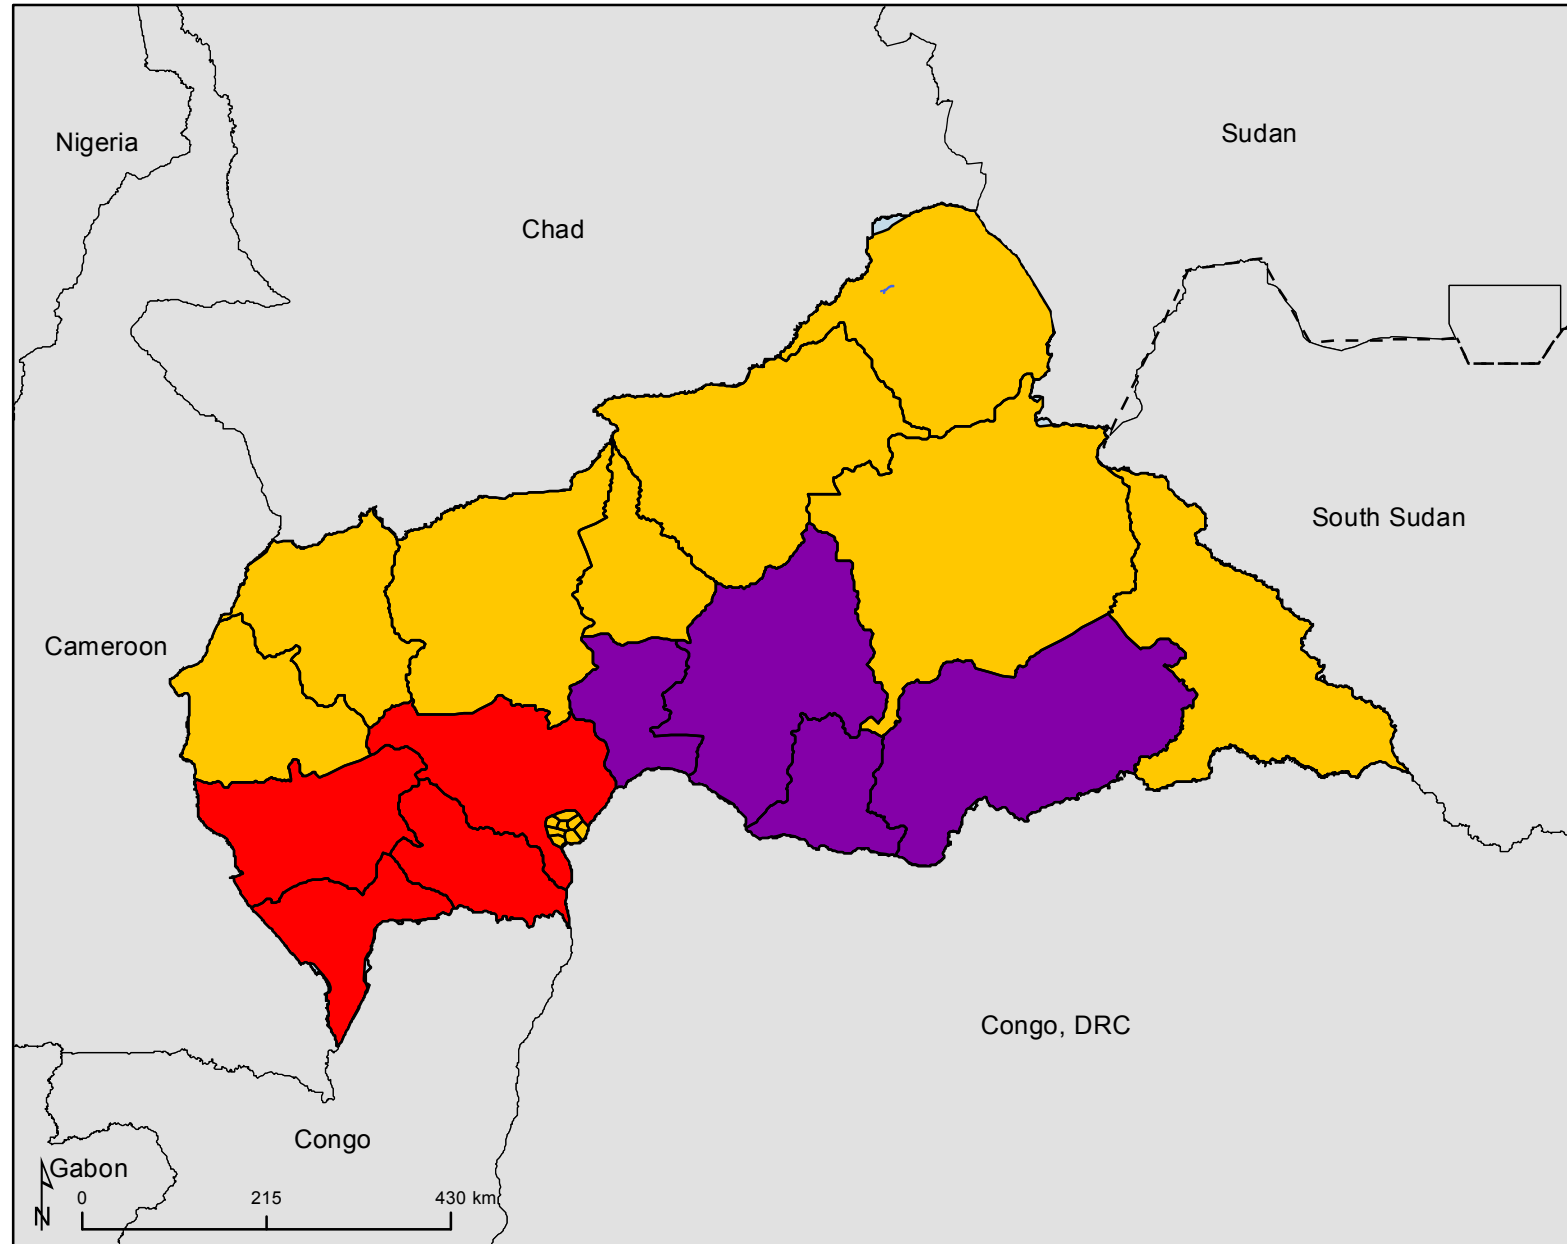 Nigeria
Sudan
Chad
South Sudan
Cameroon
Congo, DRC
Congo
Gabon
0 215 430 km
N